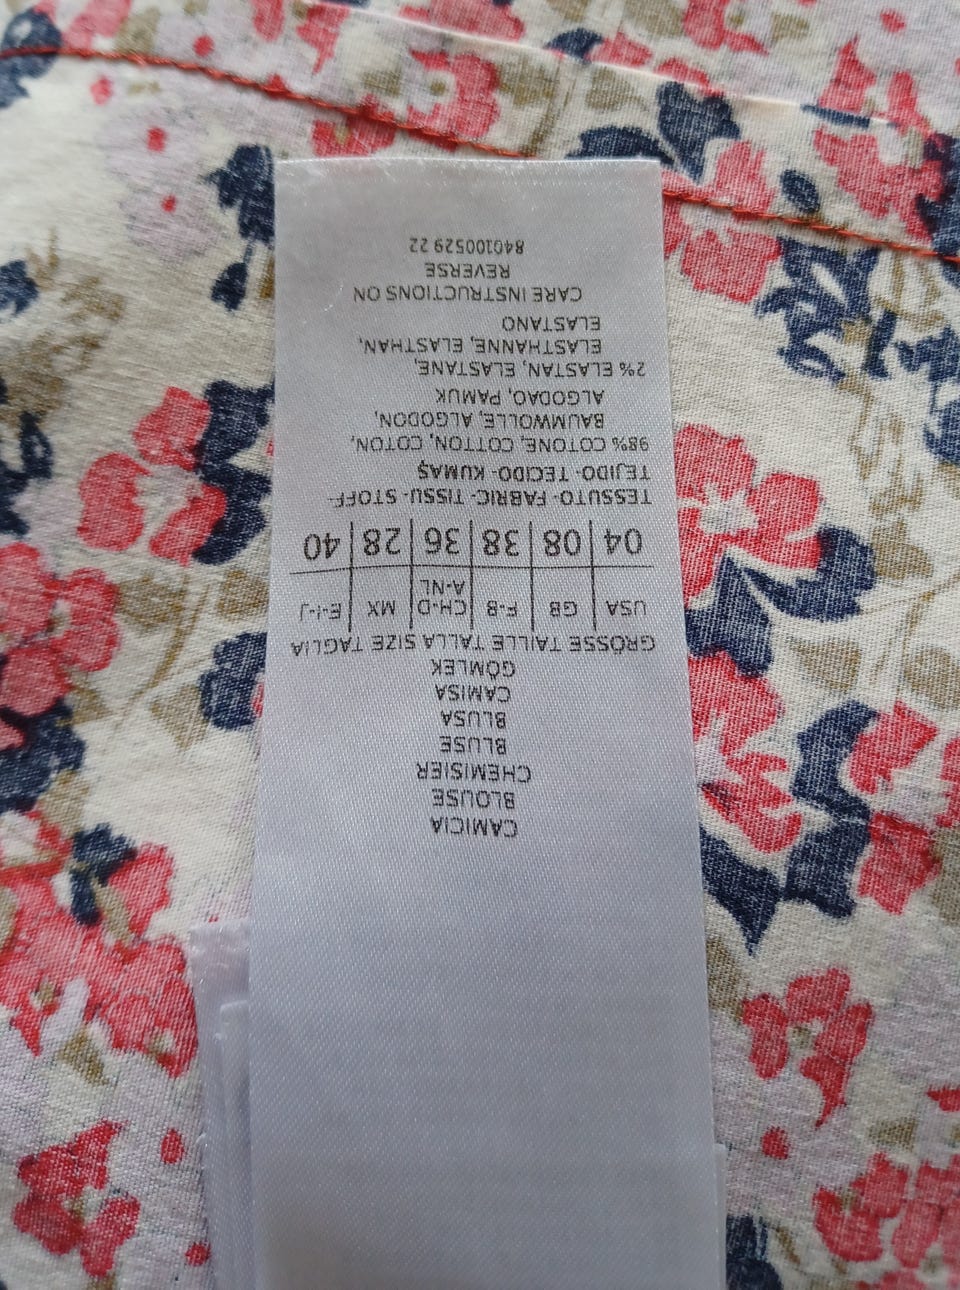 CAMICIA
BLOUSE
CHEMISIER
BLUSE
BLUSA
CAMISA
GÖMLEK
GRÖSSE TAILLE TALLA SIZE TAGLIA
USA GB F-B CH-D MX E-I-J
A-NL
04 08 38 36 28 40
TESSUTO-FABRIC-TISSU-STOFF-
TEJIDO-TECIDO-KUMAŞ
98% COTONE, COTTON, COTON,
BAUMWOLLE, ALGODON,
ALGODAO, PAMUK
2% ELASTAN, ELASTANE,
ELASTHANNE, ELASTHAN,
ELASTANO
CARE INSTRUCTIONS ON
REVERSE
840100529 22